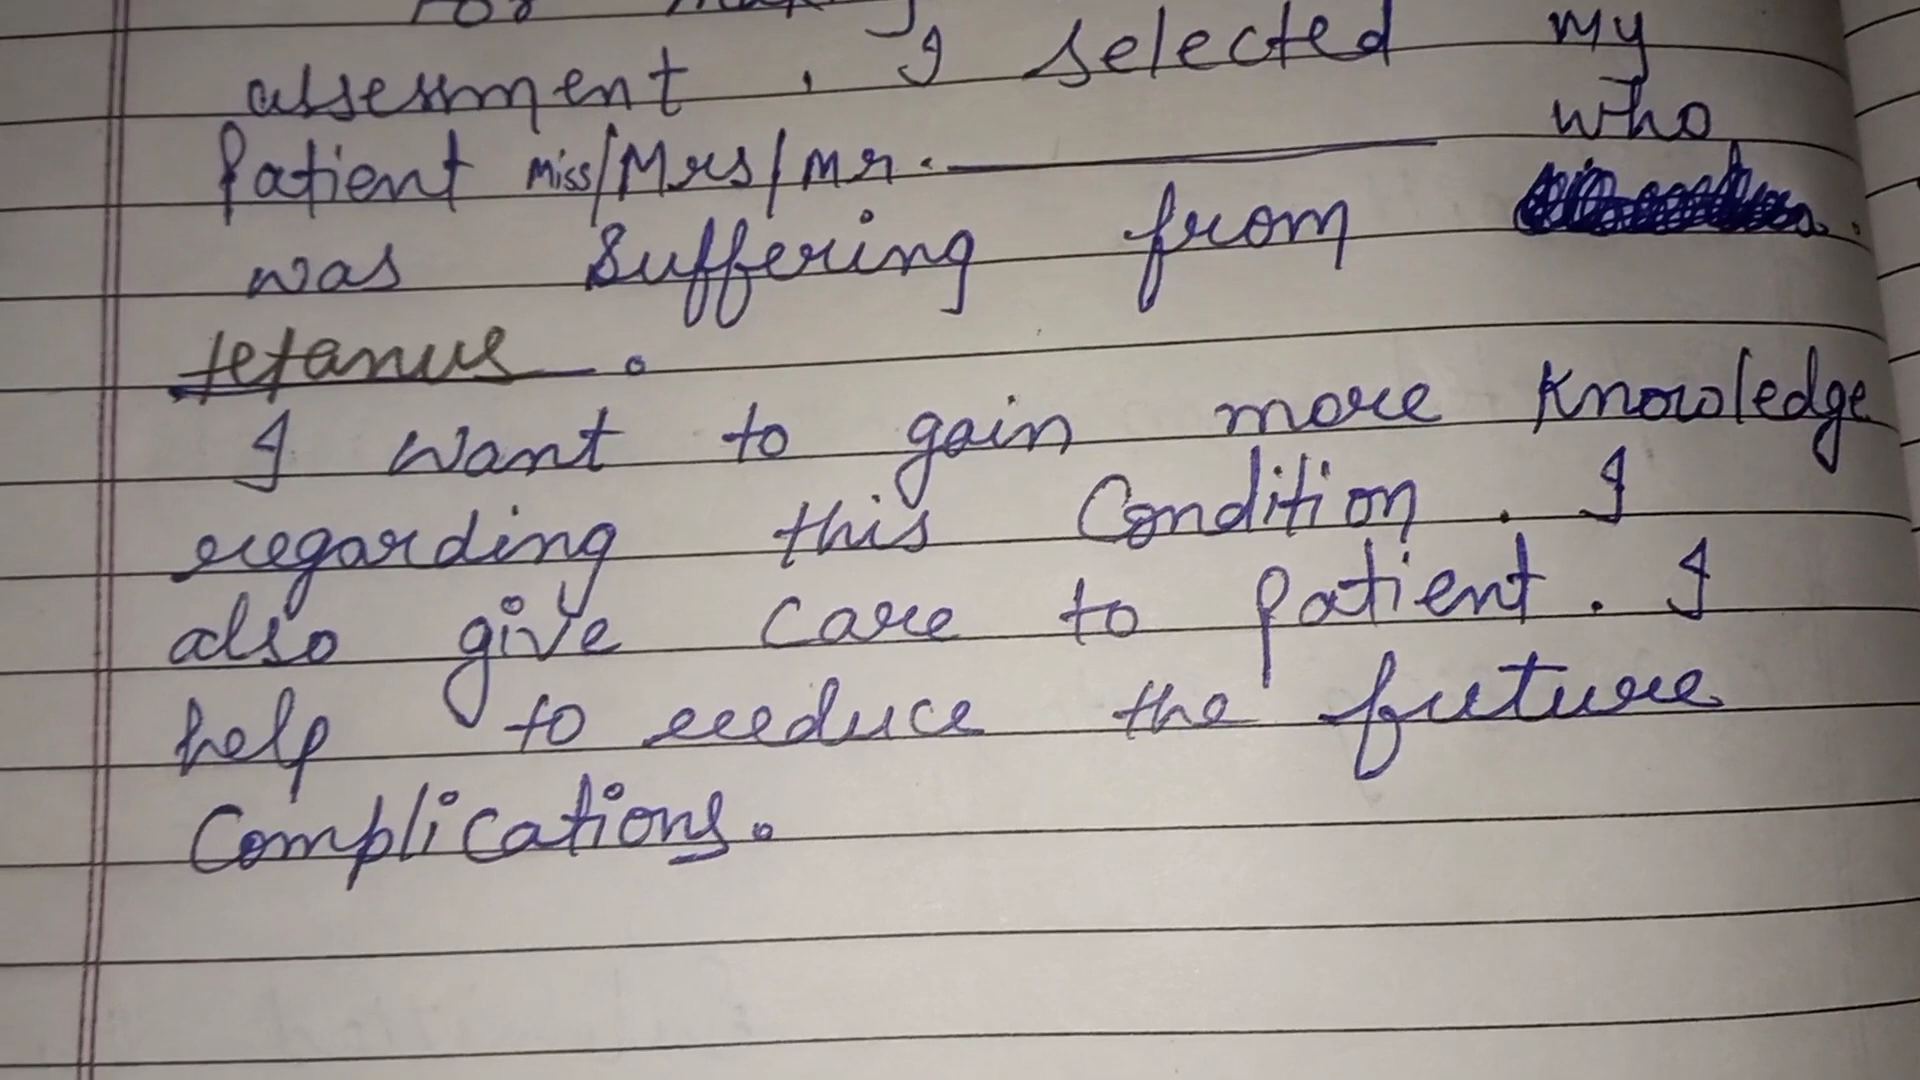 For
assessment , I selected my
Patient Miss/Mrs/Mr. ———— who
was Suffering from
tetanus .
I want to gain more Knowledge
regarding this Condition . I
also give care to patient . I
help to reduce the future
Complications.